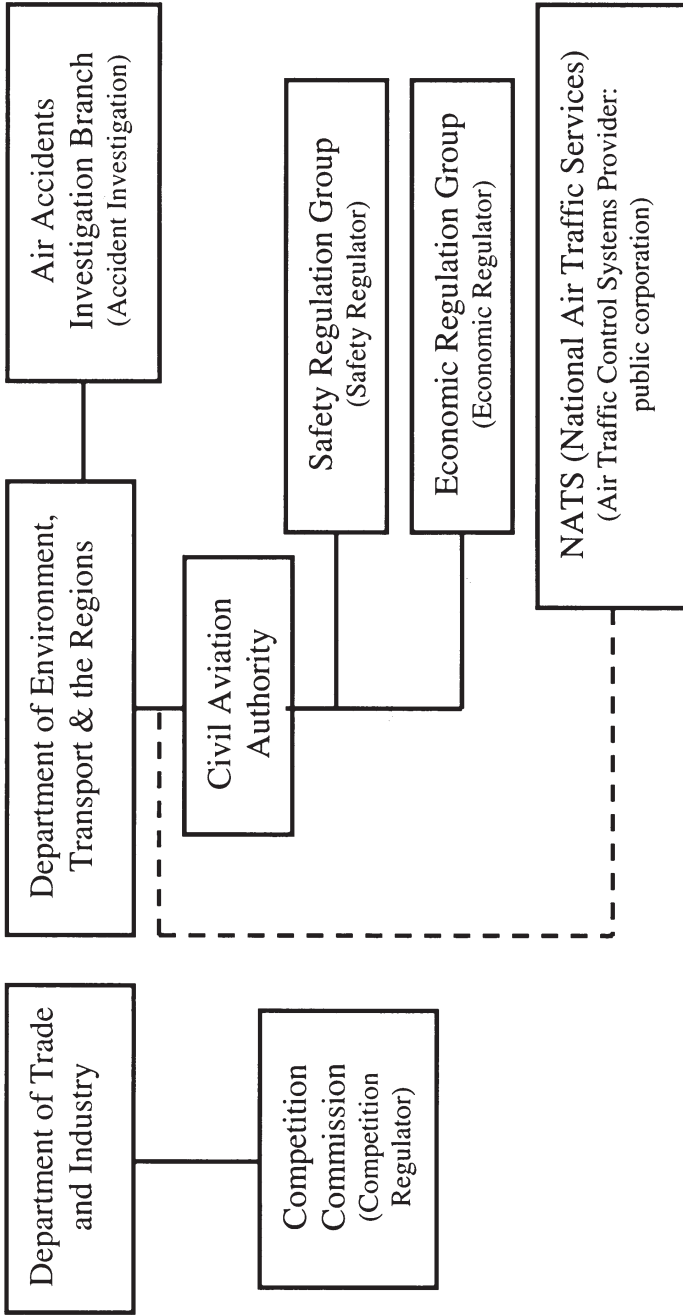 Department of Trade
and Industry
Competition
Commission
(Competition
Regulator)
Department of Environment,
Transport & the Regions
Civil Aviation
Authority
Air Accidents
Investigation Branch
(Accident Investigation)
Safety Regulation Group
(Safety Regulator)
Economic Regulation Group
(Economic Regulator)
NATS (National Air Traffic Services)
(Air Traffic Control Systems Provider:
public corporation)